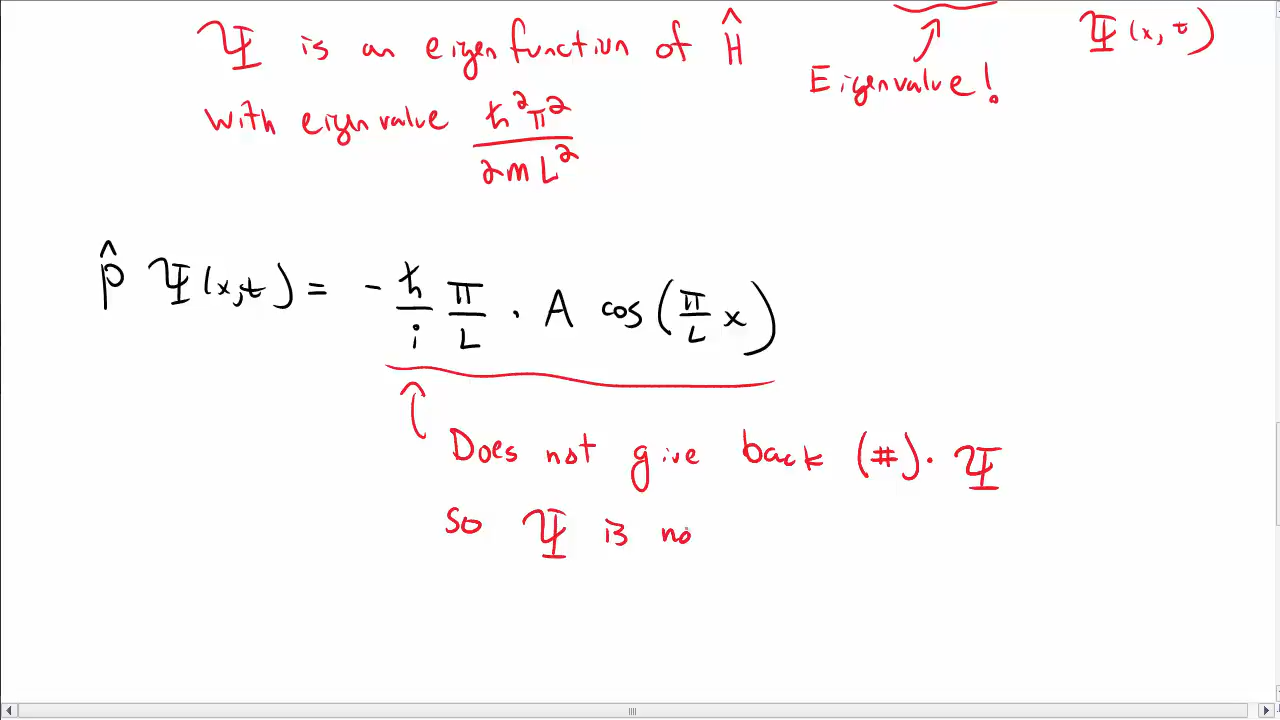 Ψ is an eigenfunction of Ĥ
Ψ(x,t)
Eigenvalue!
with eigenvalue ħ²π² / 2mL²
p̂ Ψ(x,t) = - ħ/i π/L · A cos(π/L x)
Does not give back (#)· Ψ
so Ψ is no